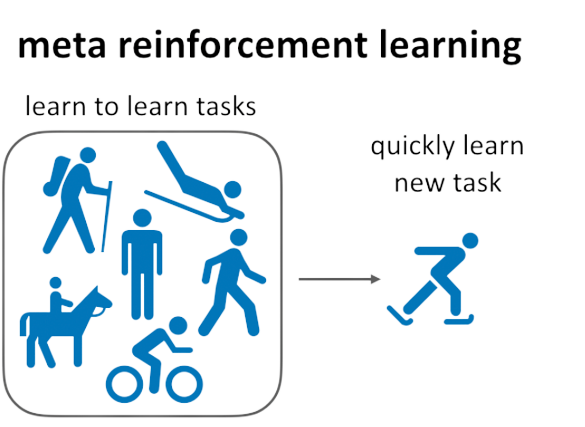 meta reinforcement learning
learn to learn tasks
quickly learn
new task